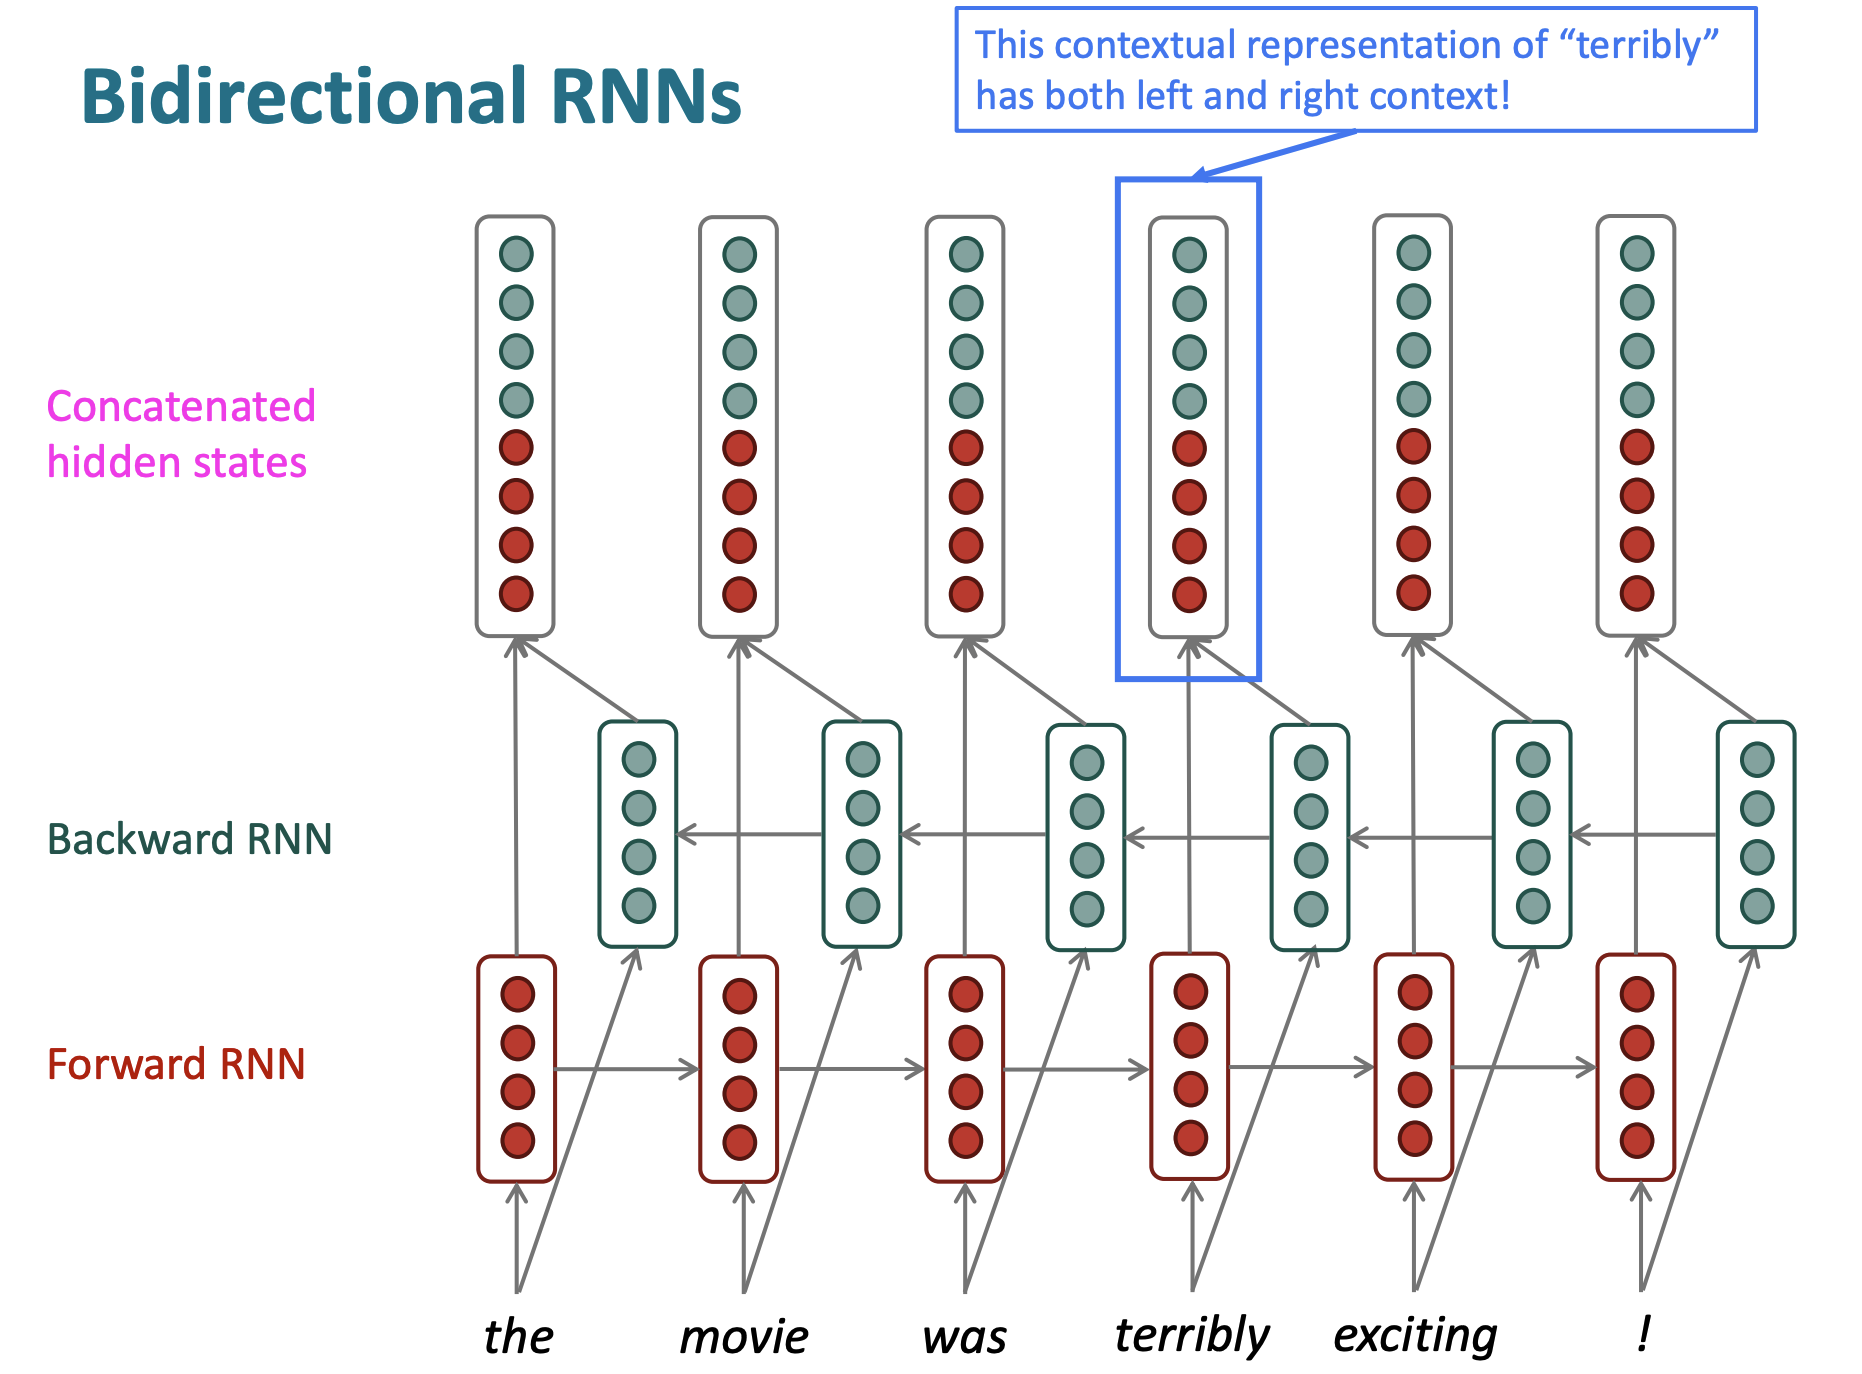 Bidirectional RNNs
This contextual representation of “terribly”
has both left and right context!
Concatenated
hidden states
Backward RNN
Forward RNN
the movie was terribly exciting !